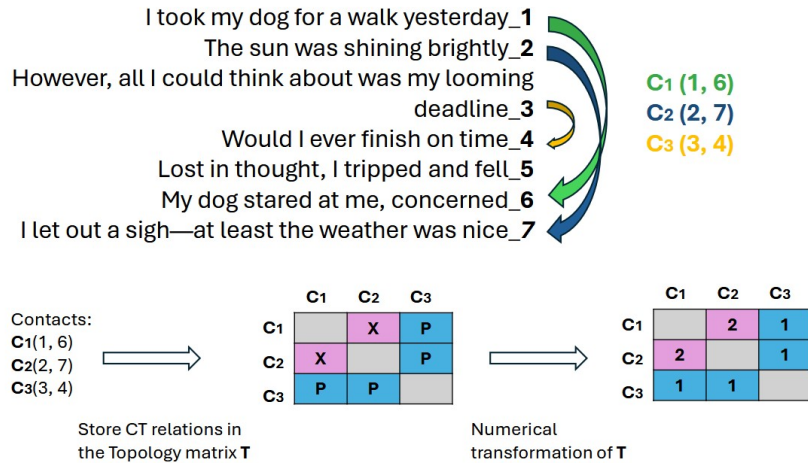 I took my dog for a walk yesterday_1
The sun was shining brightly_2
However, all I could think about was my looming
deadline_3
Would I ever finish on time_4
Lost in thought, I tripped and fell_5
My dog stared at me, concerned_6
I let out a sigh—at least the weather was nice_7
C1 (1, 6)
C2 (2, 7)
C3 (3, 4)
Contacts:
C1(1, 6)
C2(2, 7)
C3(3, 4)
Store CT relations in
the Topology matrix T
C1 C2 C3
C1 X P
C2 X P
C3 P P
Numerical
transformation of T
C1 C2 C3
C1 2 1
C2 2 1
C3 1 1